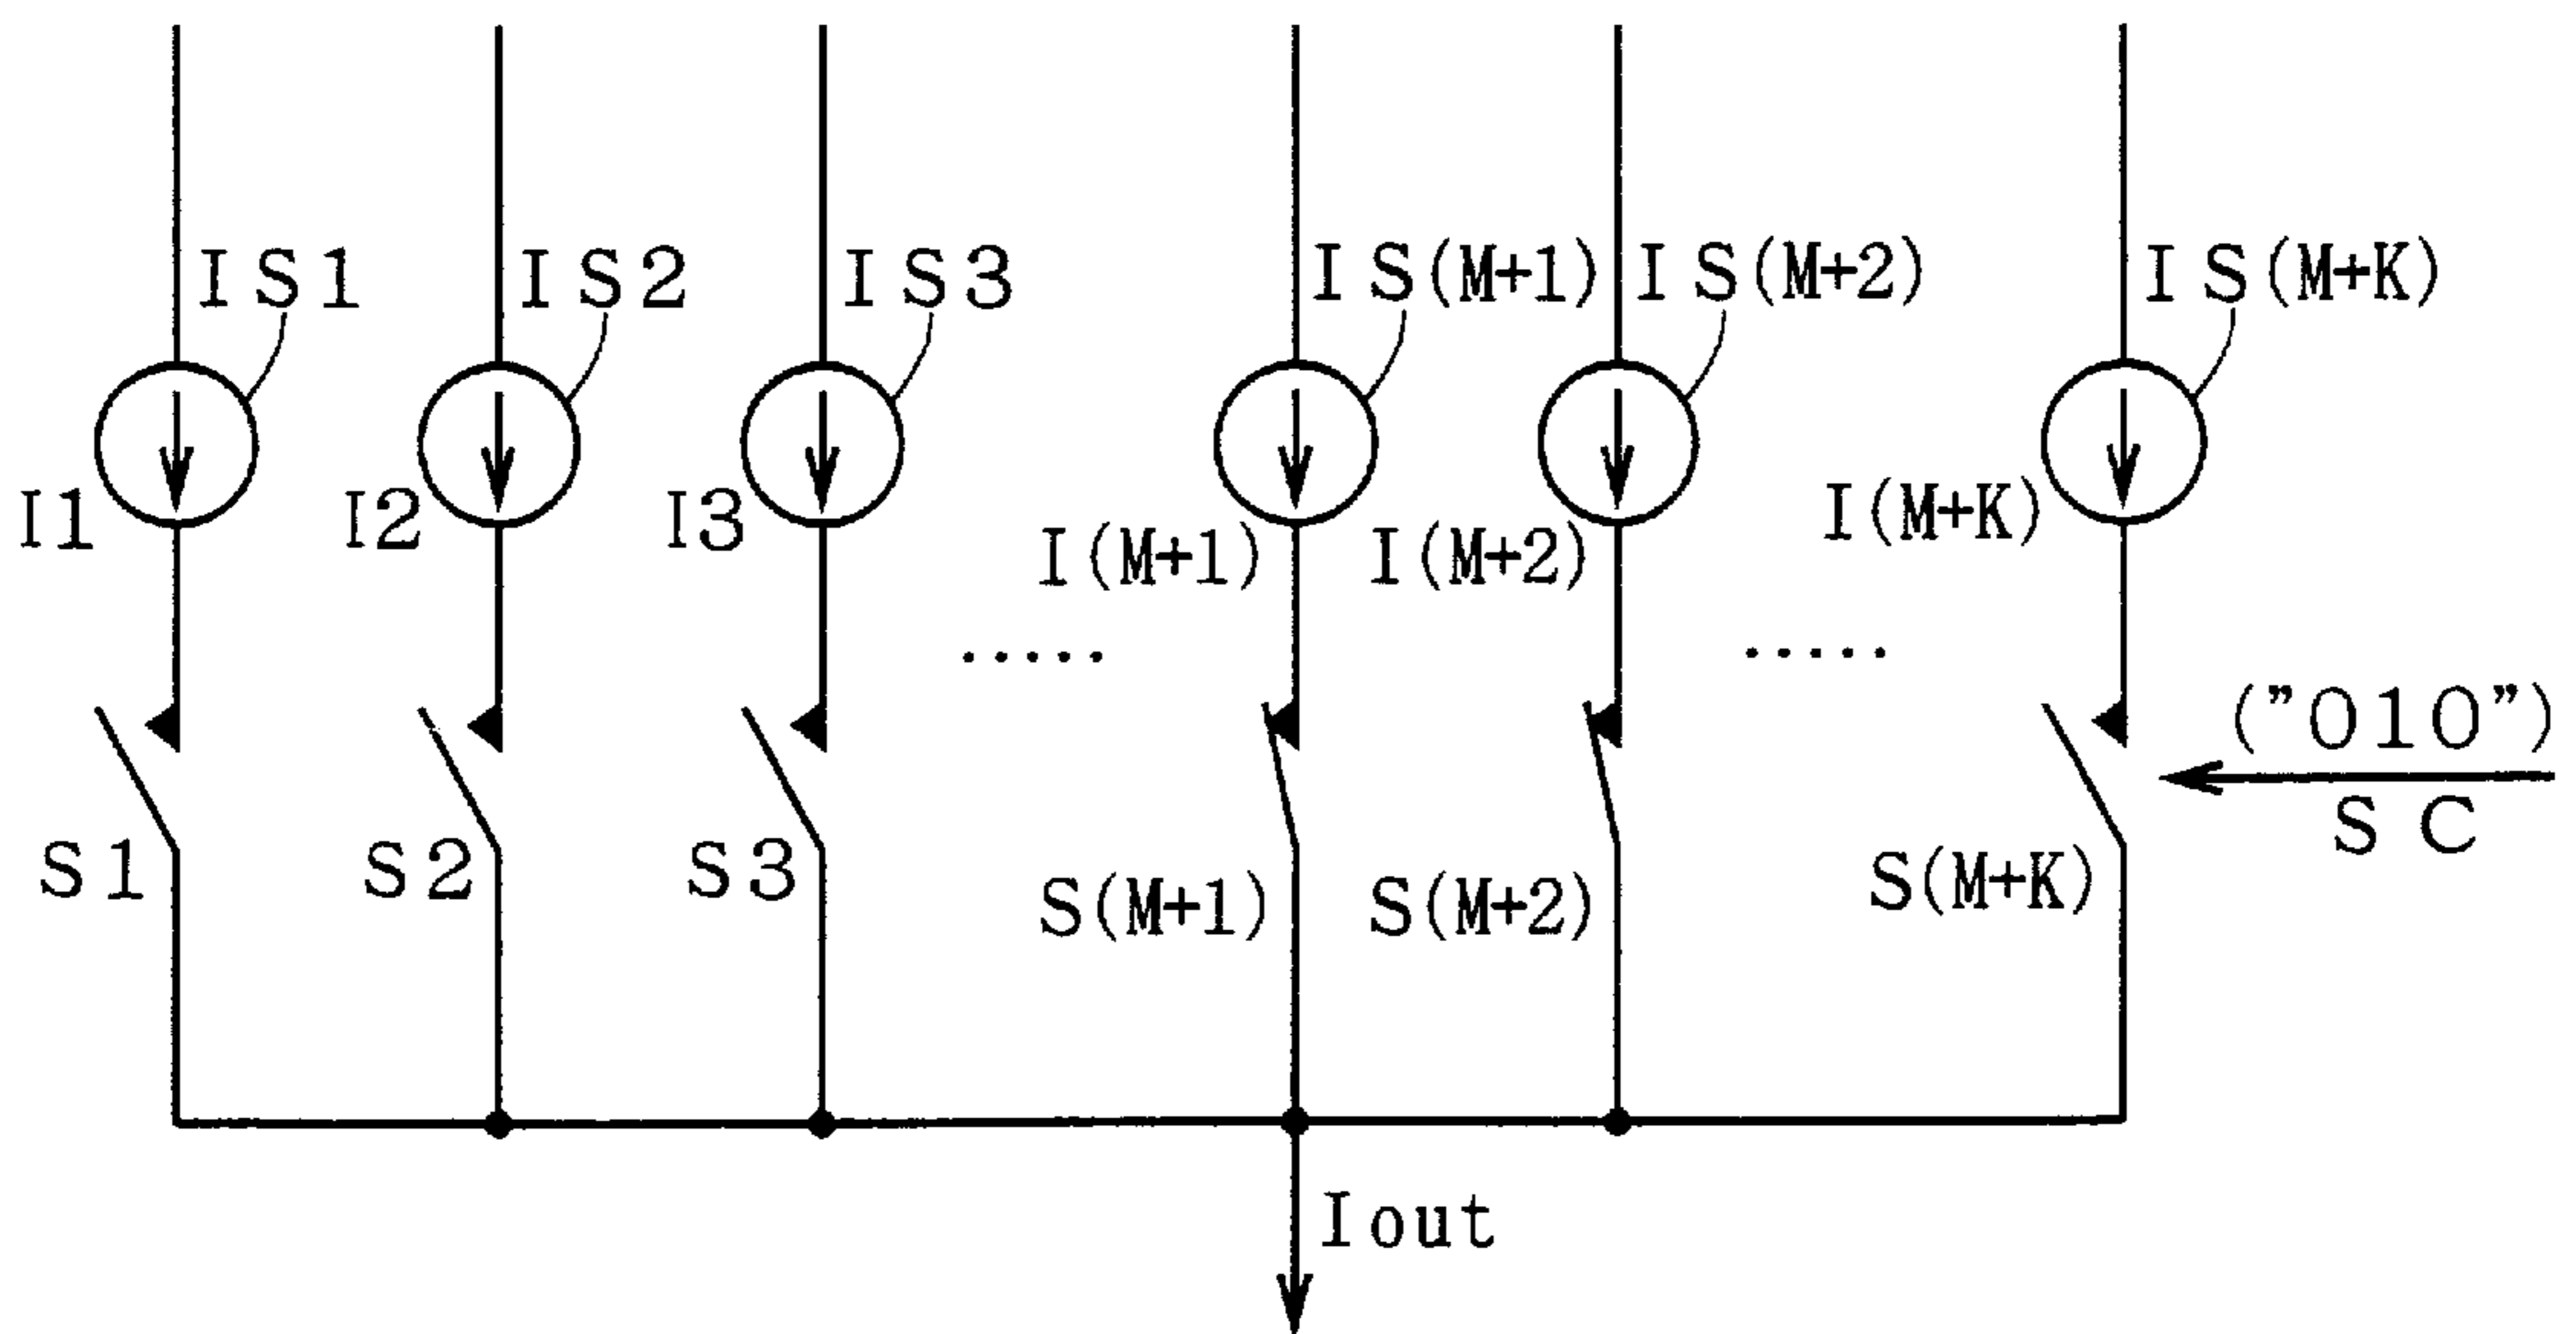 IS1 IS2 IS3 IS(M+1) IS(M+2) IS(M+K)
I1 I2 I3 I(M+1) I(M+2) I(M+K)
.....  .....
("010")
SC
S1 S2 S3 S(M+1) S(M+2) S(M+K)
Iout